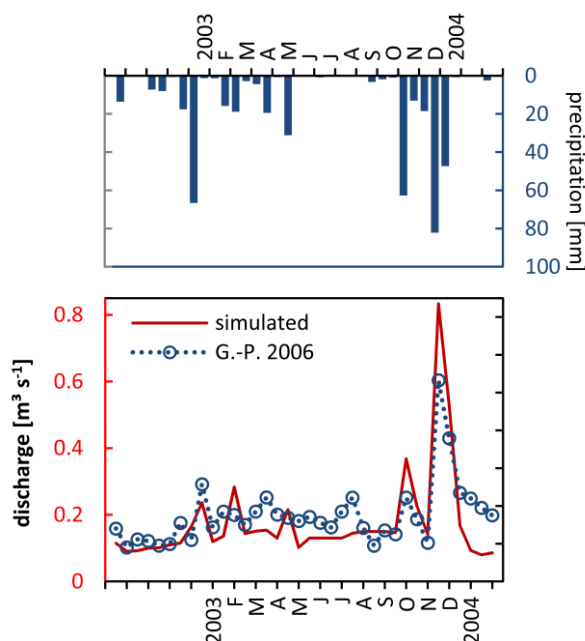 2003 F M A M J J A S O N D 2004
0
20
40
60
80
100
precipitation [mm]
0.8
0.6
0.4
0.2
0
discharge [m³ s⁻¹]
simulated
G.-P. 2006
2003 F M A M J J A S O N D 2004